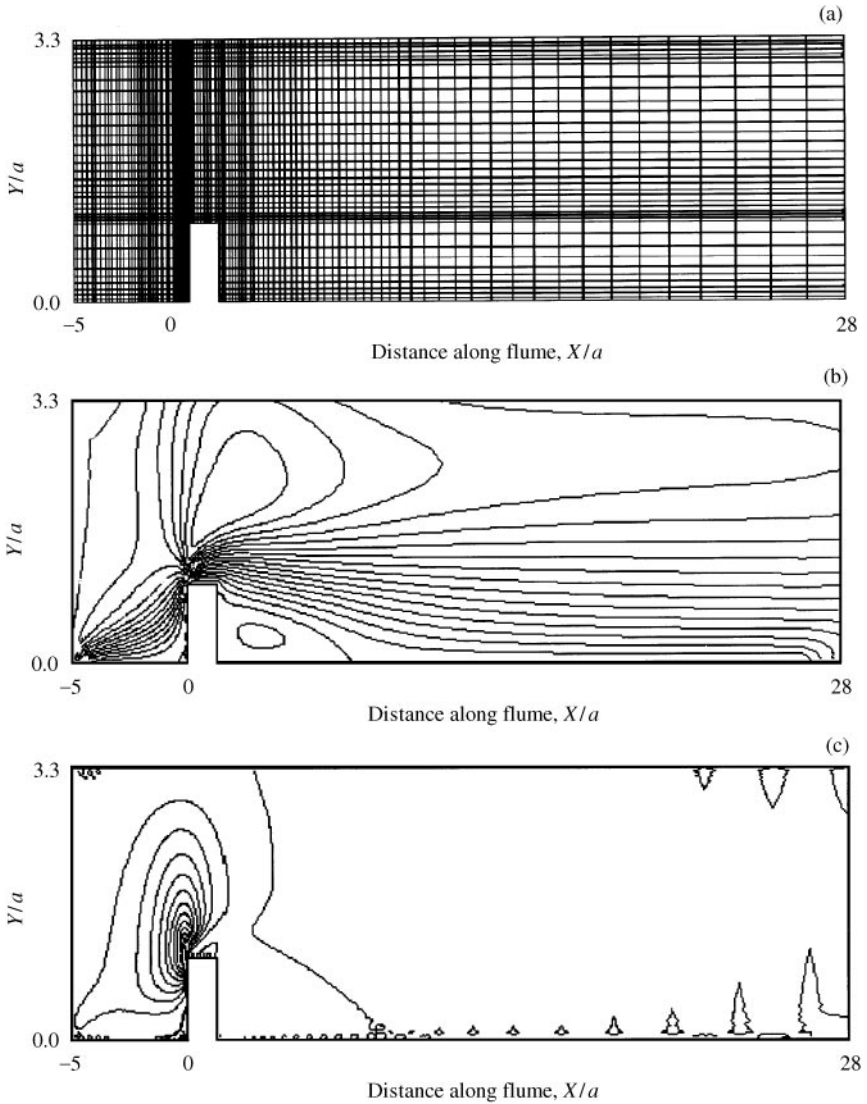 (a)
3.3
Y/a
0.0
−5
0
28
Distance along flume, X/a
(b)
3.3
Y/a
0.0
−5
0
28
Distance along flume, X/a
(c)
3.3
Y/a
0.0
−5
0
28
Distance along flume, X/a